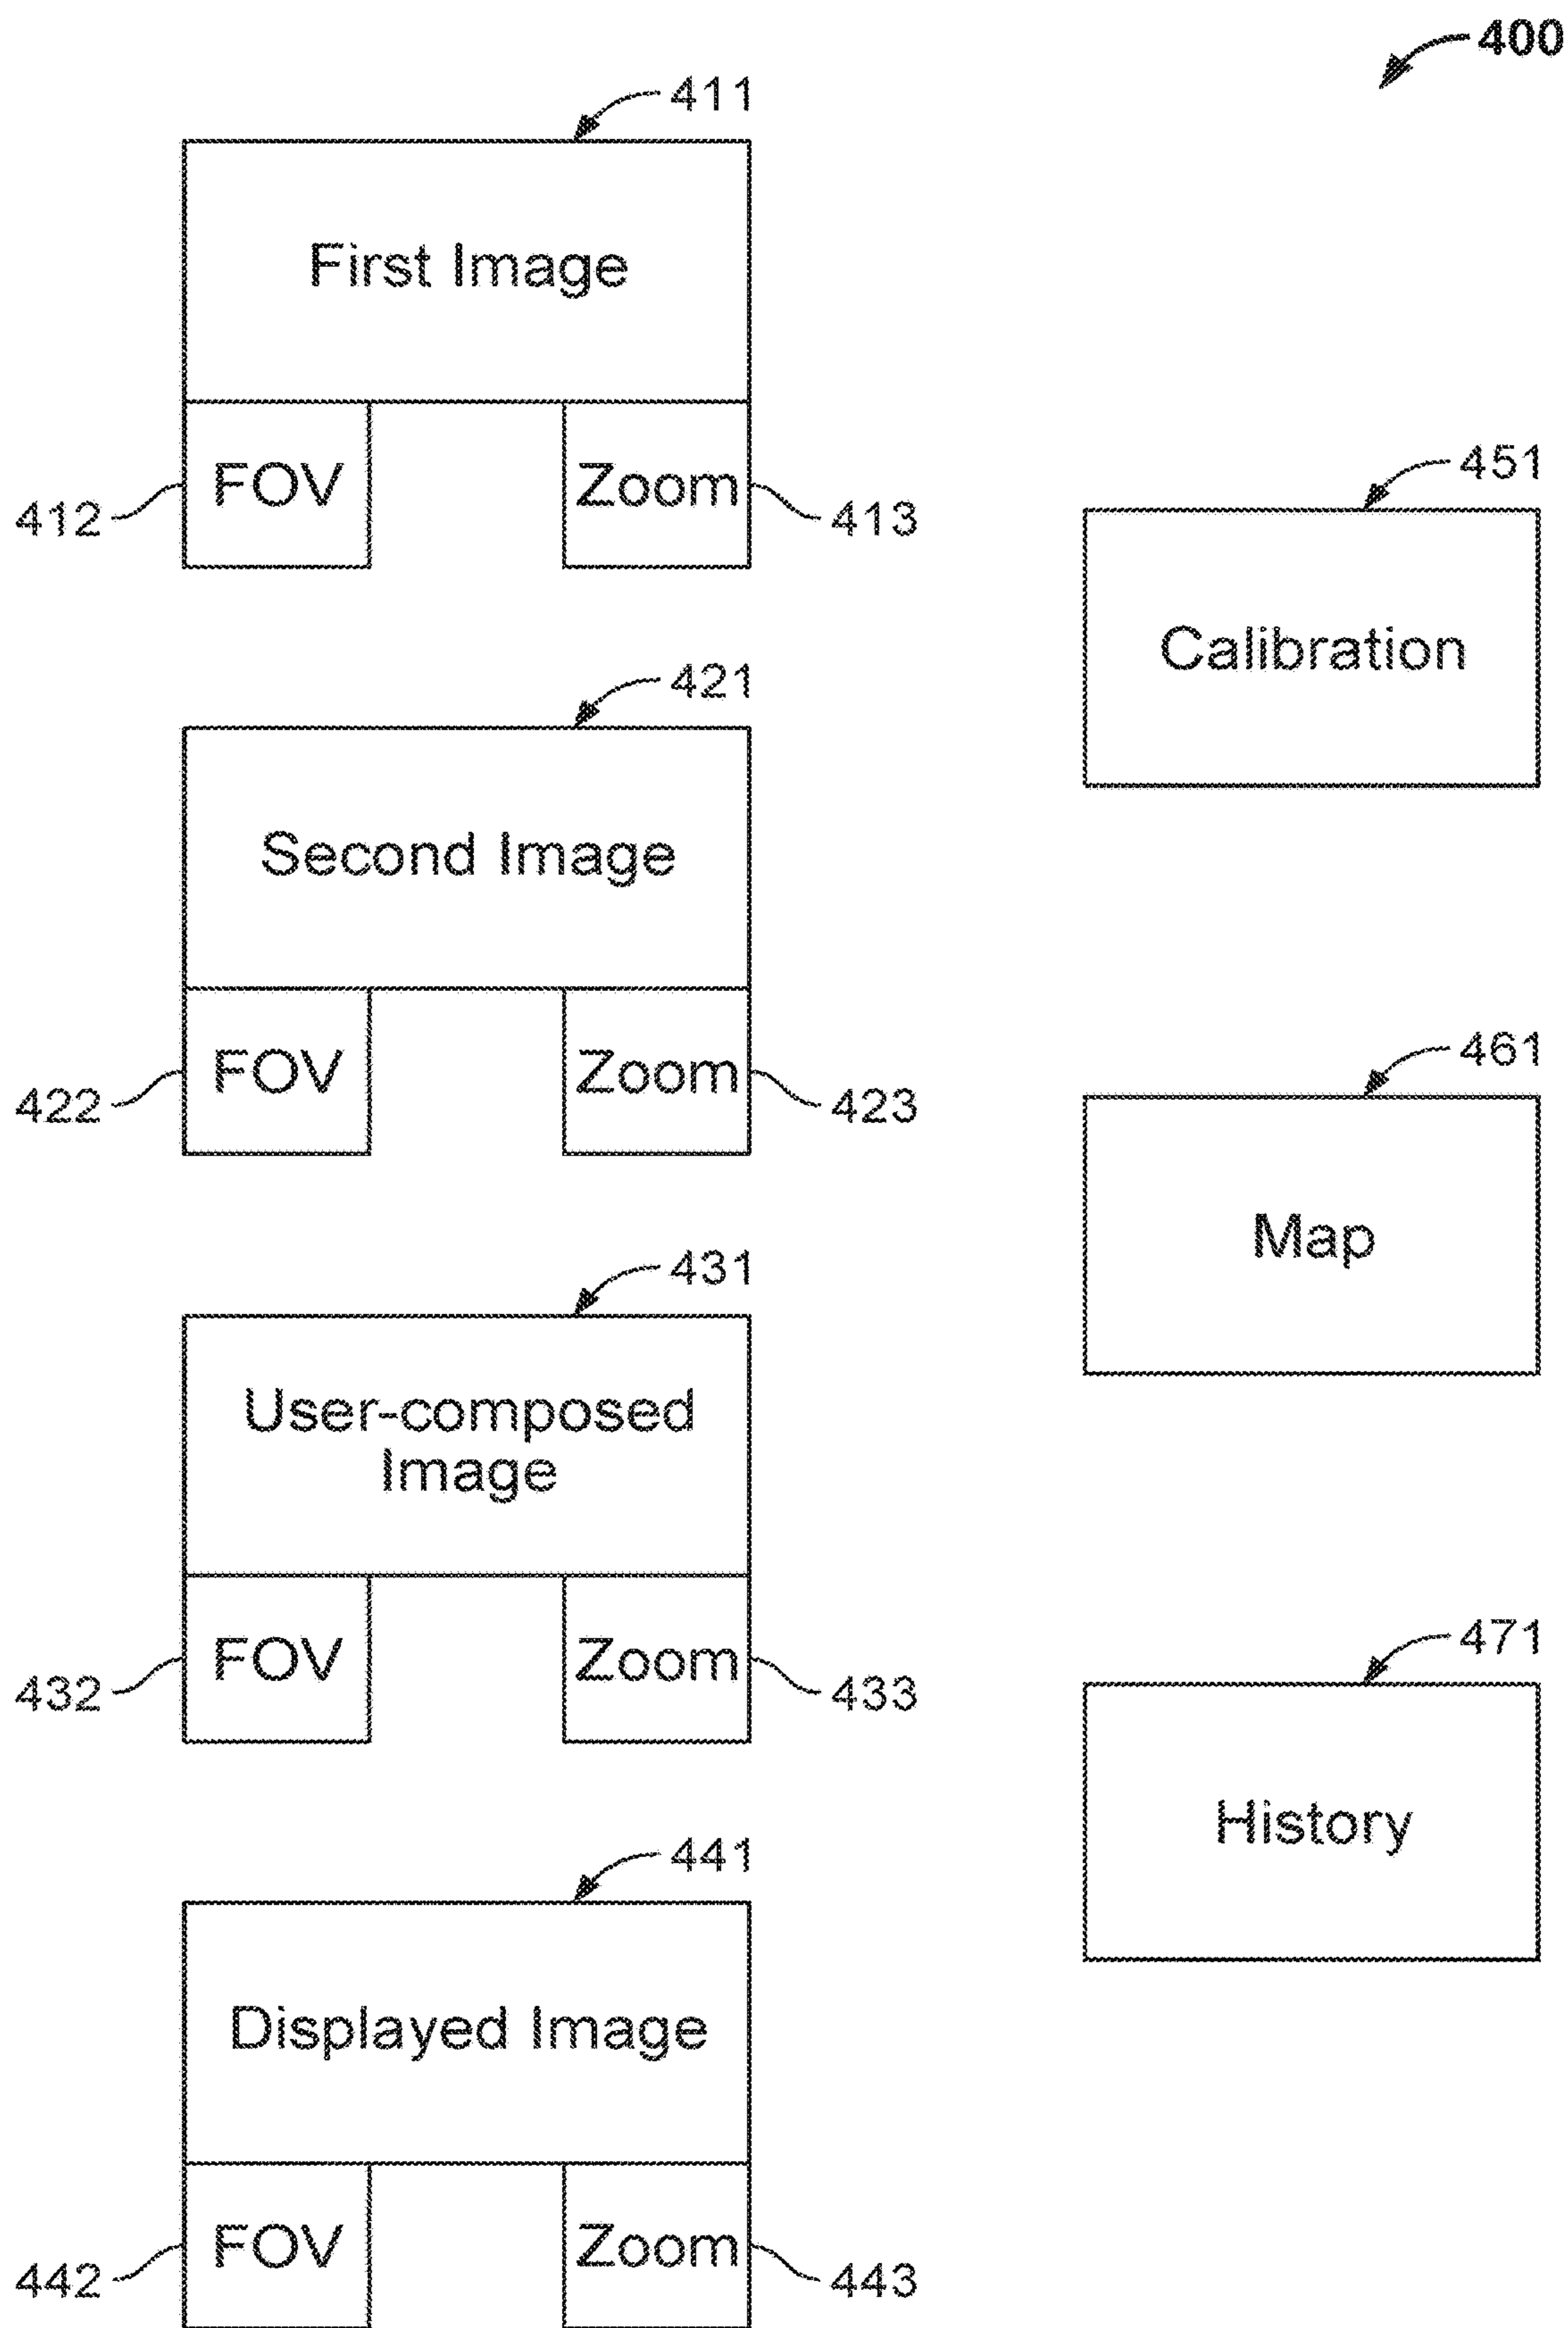 400
411
First Image
FOV
Zoom
412
413
421
Second Image
FOV
Zoom
422
423
431
User-composed
Image
FOV
Zoom
432
433
441
Displayed Image
FOV
Zoom
442
443
451
Calibration
461
Map
471
History